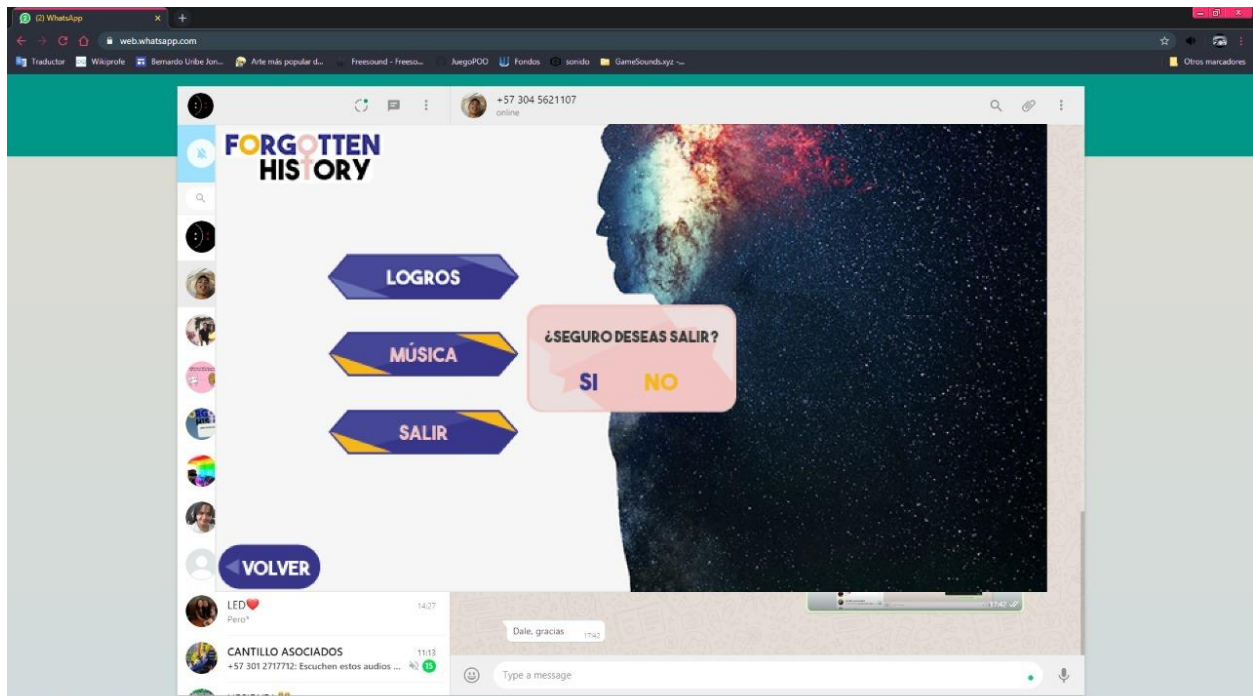 (2) WhatsApp
web.whatsapp.com
Traductor
Wikiprofe
Bernardo Uribe Jon...
Arte más popular d...
Freesound - Freeso...
JuegoPOO
Fondos
sonido
GameSounds.xyz -...
Otros marcadores
+57 304 5621107
online
FORGOTTEN
HISTORY
LOGROS
MÚSICA
SALIR
¿SEGURO DESEAS SALIR?
SI NO
VOLVER
LED❤️ 14:27
Pero*
CANTILLO ASOCIADOS 11:13
+57 301 2717712: Escuchen estos audios ... 15
17:42
Dale, gracias 17:42
Type a message